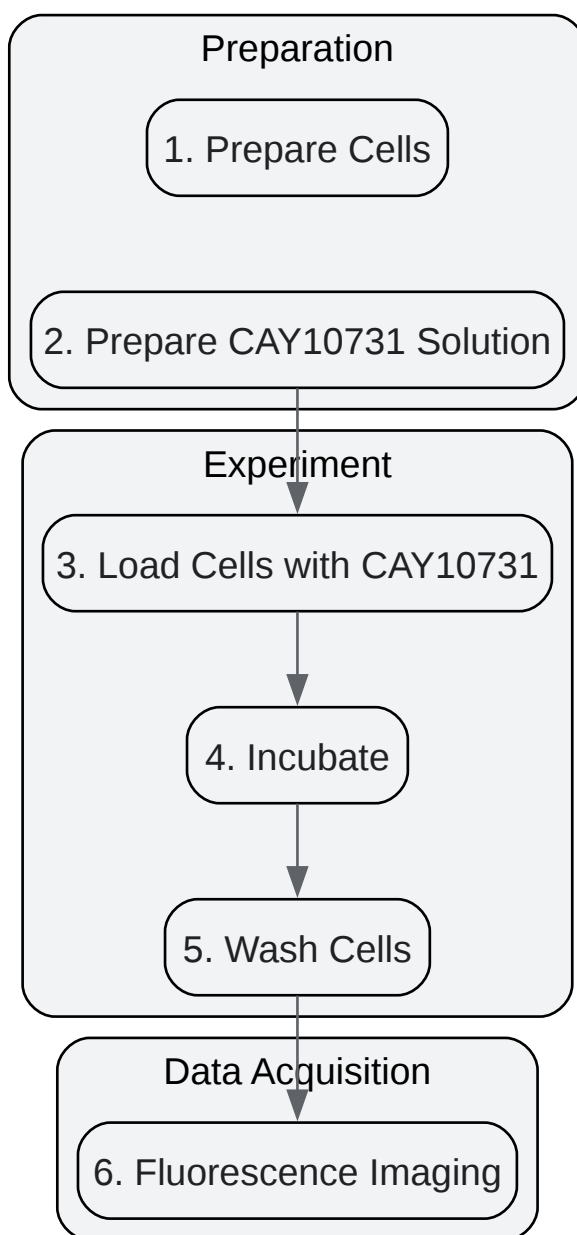 Preparation
1. Prepare Cells
2. Prepare CAY10731 Solution
Experiment
3. Load Cells with CAY10731
4. Incubate
5. Wash Cells
Data Acquisition
6. Fluorescence Imaging